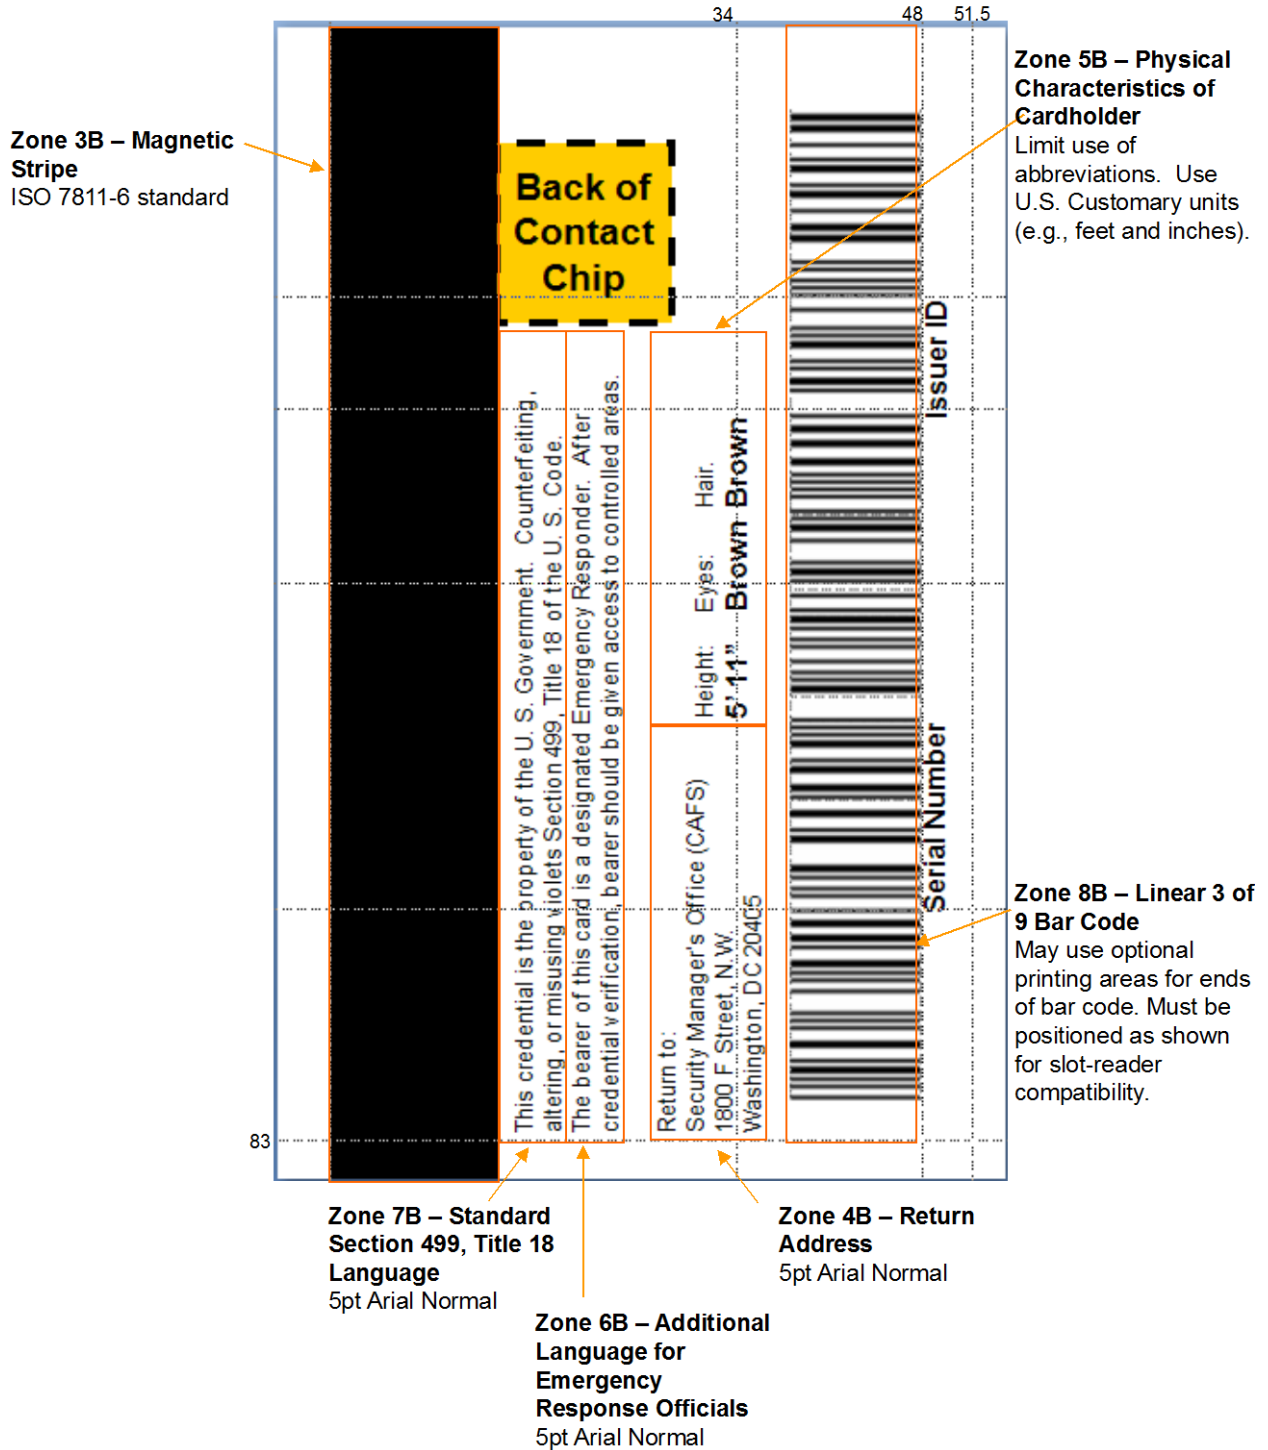 34
48
51.5
Zone 5B – Physical
Characteristics of
Cardholder
Limit use of
abbreviations. Use
U.S. Customary units
(e.g., feet and inches).
Zone 3B – Magnetic
Stripe
ISO 7811-6 standard
Back of
Contact
Chip
This credential is the property of the U. S. Government. Counterfeiting,
altering, or misusing violets Section 499, Title 18 of the U. S. Code.
The bearer of this card is a designated Emergency Responder. After
credential verification, bearer should be given access to controlled areas.
Height: Eyes: Hair.
5' 11” Brown Brown
Return to:
Security Manager's Office (CAFS)
1800 F Street, N.W.
Washington, DC 20405
Issuer ID
Serial Number
Zone 8B – Linear 3 of
9 Bar Code
May use optional
printing areas for ends
of bar code. Must be
positioned as shown
for slot-reader
compatibility.
83
Zone 7B – Standard
Section 499, Title 18
Language
5pt Arial Normal
Zone 4B – Return
Address
5pt Arial Normal
Zone 6B – Additional
Language for
Emergency
Response Officials
5pt Arial Normal